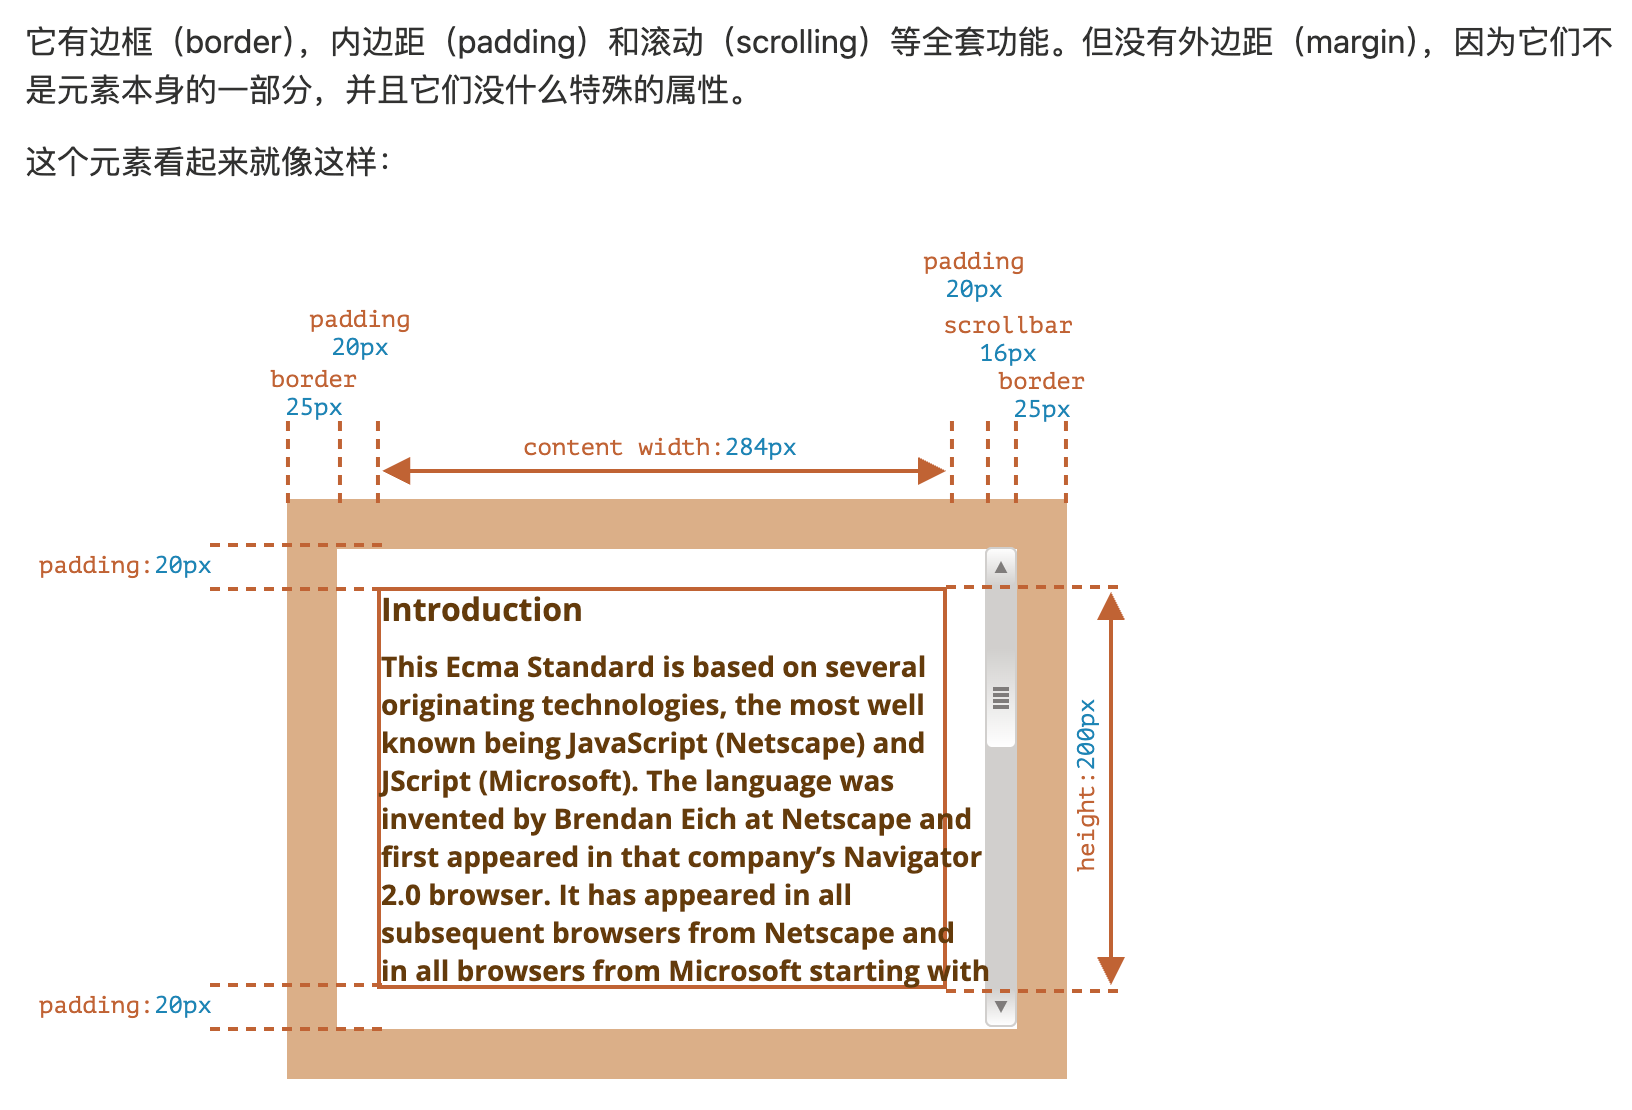 它有边框（border），内边距（padding）和滚动（scrolling）等全套功能。但没有外边距（margin），因为它们不
是元素本身的一部分，并且它们没什么特殊的属性。
这个元素看起来就像这样：
padding
20px
padding
20px
scrollbar
16px
border
25px
border
25px
content width:284px
padding:20px
Introduction
This Ecma Standard is based on several
originating technologies, the most well
known being JavaScript (Netscape) and
JScript (Microsoft). The language was
invented by Brendan Eich at Netscape and
first appeared in that company’s Navigator
2.0 browser. It has appeared in all
subsequent browsers from Netscape and
in all browsers from Microsoft starting with
height:200px
padding:20px